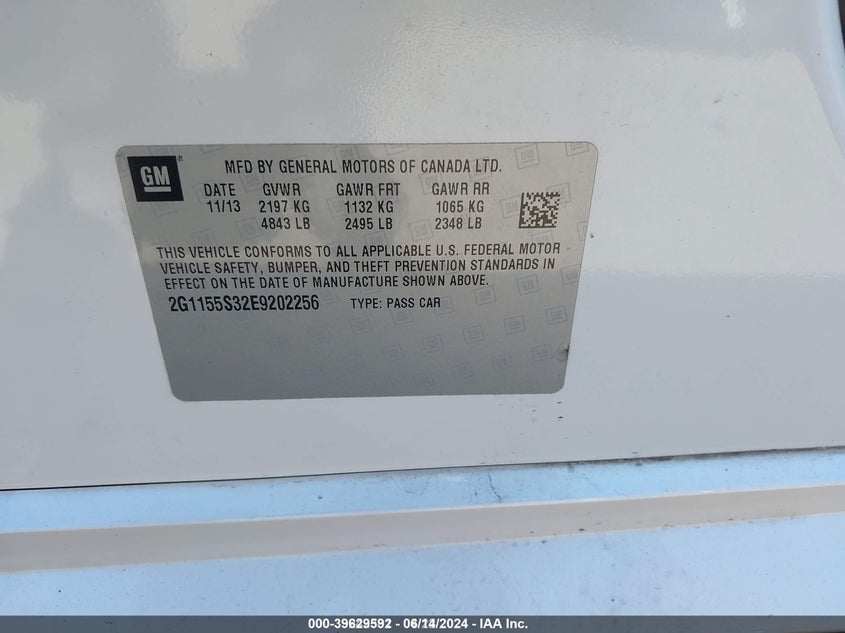 GM
MFD BY GENERAL MOTORS OF CANADA LTD.
DATE GVWR GAWR FRT GAWR RR
11/13 2197 KG 1132 KG 1065 KG
4843 LB 2495 LB 2348 LB
THIS VEHICLE CONFORMS TO ALL APPLICABLE U.S. FEDERAL MOTOR
VEHICLE SAFETY, BUMPER, AND THEFT PREVENTION STANDARDS IN
EFFECT ON THE DATE OF MANUFACTURE SHOWN ABOVE.
2G1155S32E9202256 TYPE: PASS CAR
000-39629592 - 06/14/2024 - IAA Inc.